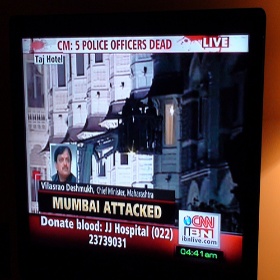 CM: 5 POLICE OFFICERS DEAD
LIVE
Taj Hotel
Vilasrao Deshmukh, Chief Minister, Maharashtra
MUMBAI ATTACKED
Donate blood: JJ Hospital (022)
23739031
CNN
IBN
ibnlive.com
04:41am